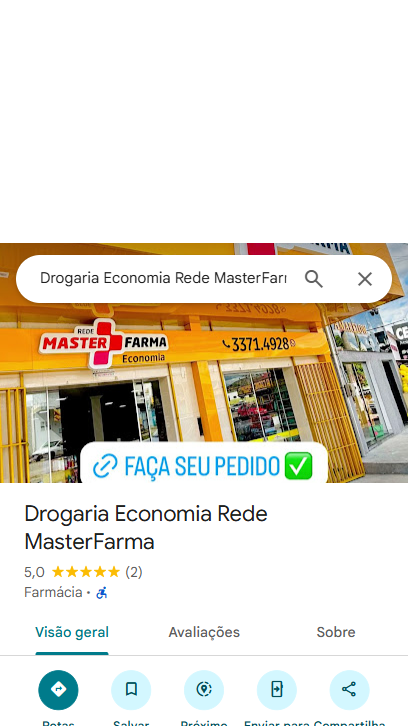 Drogaria Economia Rede MasterFar
REDE
MASTER FARMA
Economia
3371.4928
FAÇA SEU PEDIDO
Drogaria Economia Rede
MasterFarma
5,0 (2)
Farmácia •
Visão geral Avaliações Sobre
Rotas Salvar Próximo Enviar para Compartilha